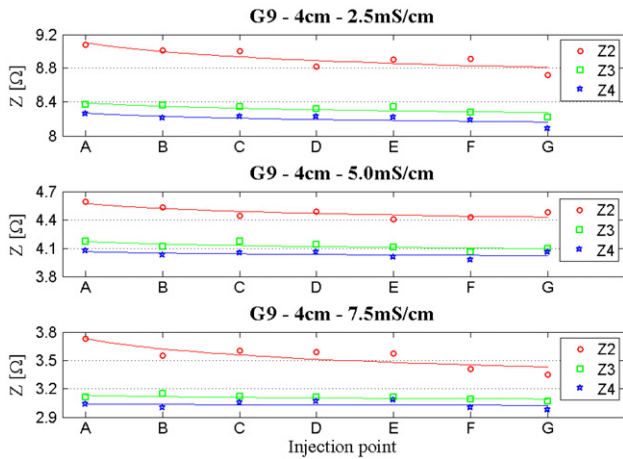 G9 - 4cm - 2.5mS/cm
Z [Ω]
9.2
8.8
8.4
8
A B C D E F G
Z2
Z3
Z4
G9 - 4cm - 5.0mS/cm
Z [Ω]
4.7
4.4
4.1
3.8
A B C D E F G
Z2
Z3
Z4
G9 - 4cm - 7.5mS/cm
Z [Ω]
3.8
3.5
3.2
2.9
A B C D E F G
Z2
Z3
Z4
Injection point